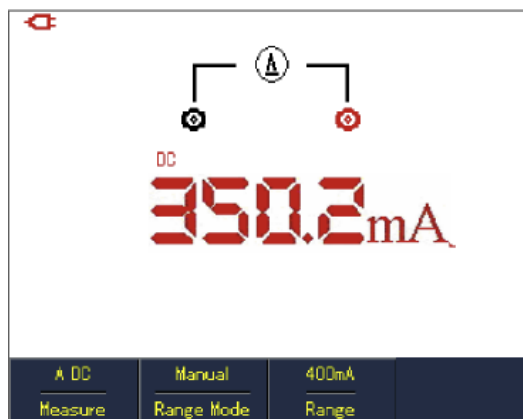 A
DC
350.2mA
A DC Manual 400mA
Measure Range Mode Range